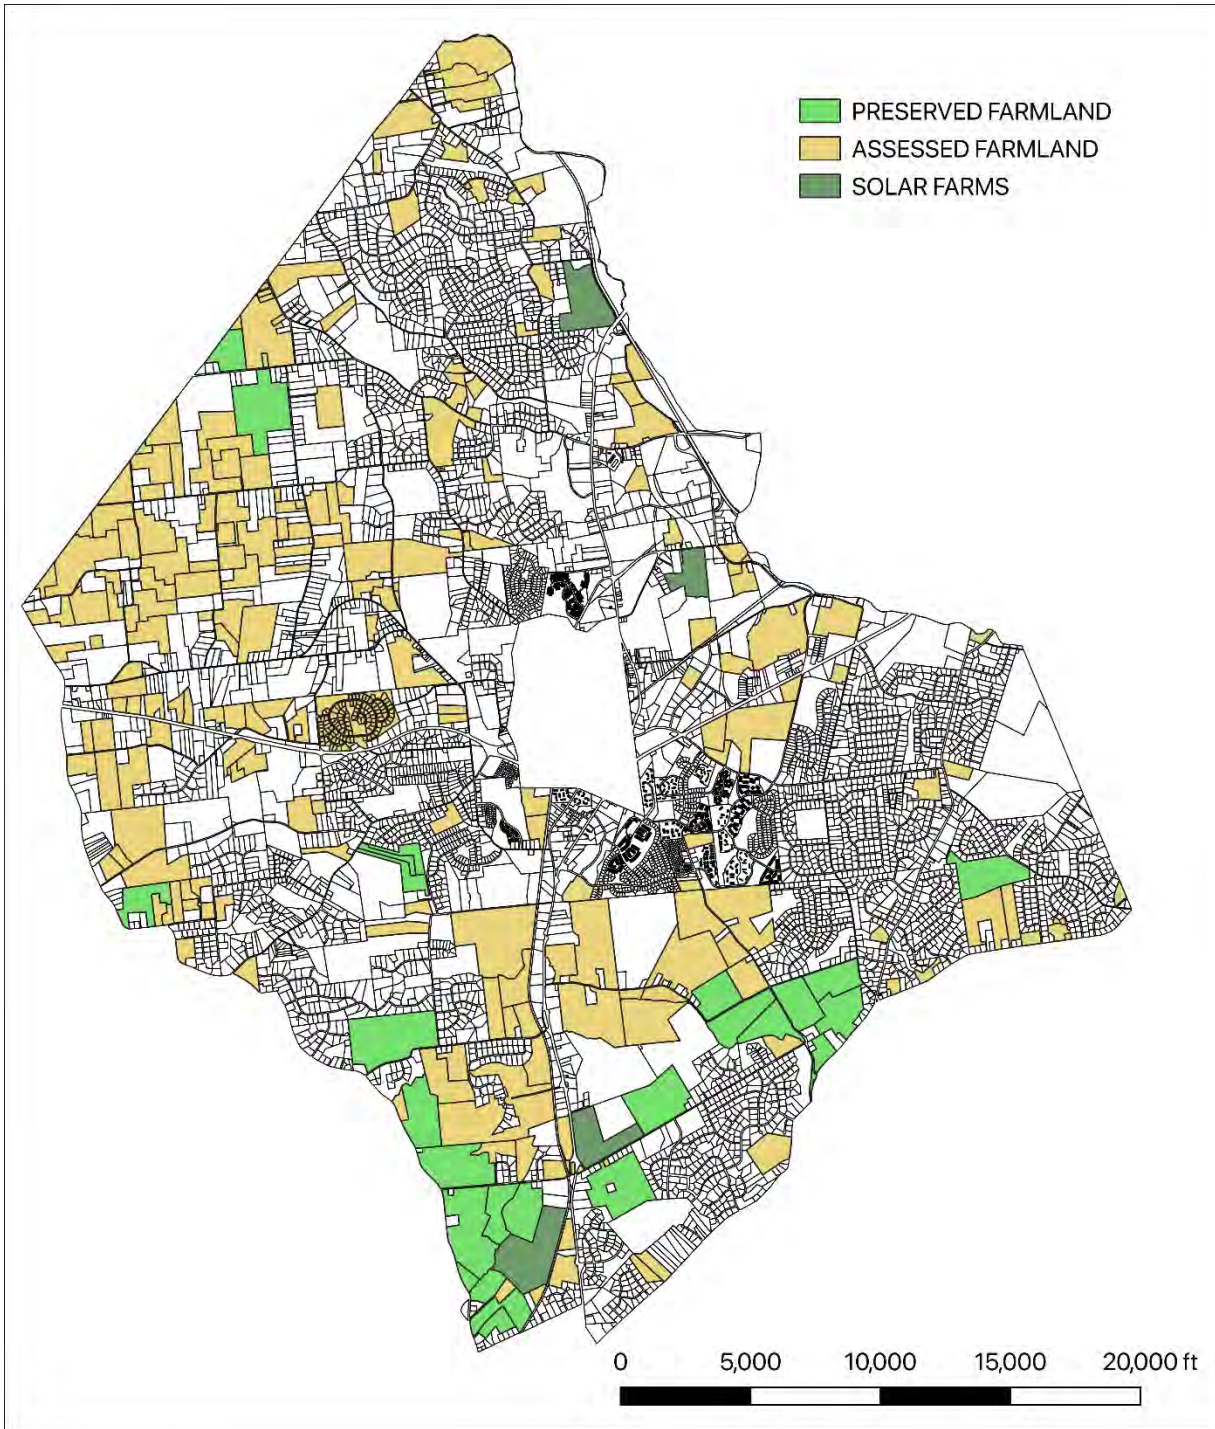 PRESERVED FARMLAND
ASSESSED FARMLAND
SOLAR FARMS
0 5,000 10,000 15,000 20,000 ft